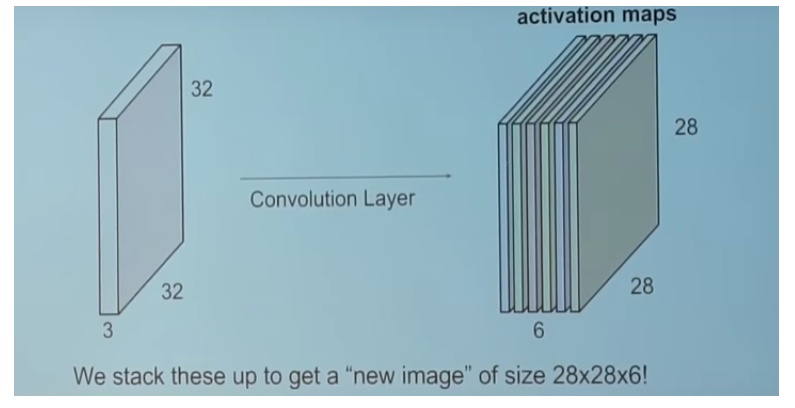 activation maps
32
28
Convolution Layer
32
28
3
6
We stack these up to get a “new image” of size 28x28x6!